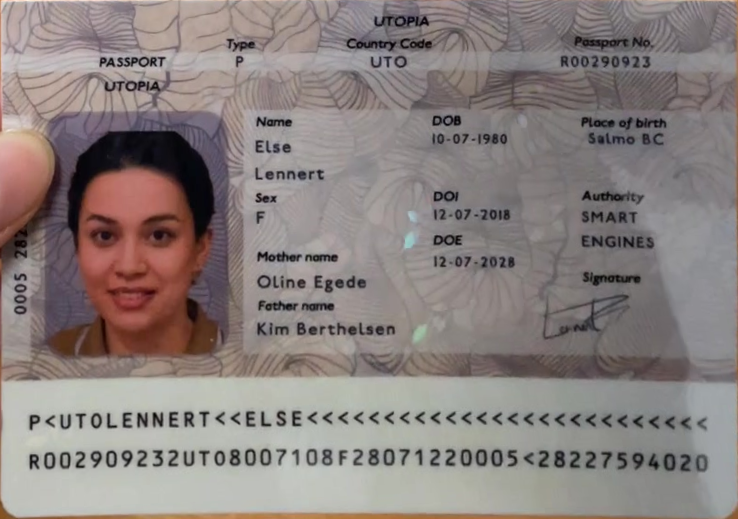 UTOPIA
PASSPORT
UTOPIA
Type
P
Country Code
UTO
Passport No.
R00290923
Name
Else
Lennert
DOB
10-07-1980
Place of birth
Salmo BC
Sex
F
DOI
12-07-2018
Authority
SMART
ENGINES
DOE
12-07-2028
Mother name
Oline Egede
Signature
Father name
Kim Berthelsen
0005 282
P<UTOLENNERT<<ELSE<<<<<<<<<<<<<<<<<<<<<<<<<<
R002909232UTO8007108F28071220005<28227594020